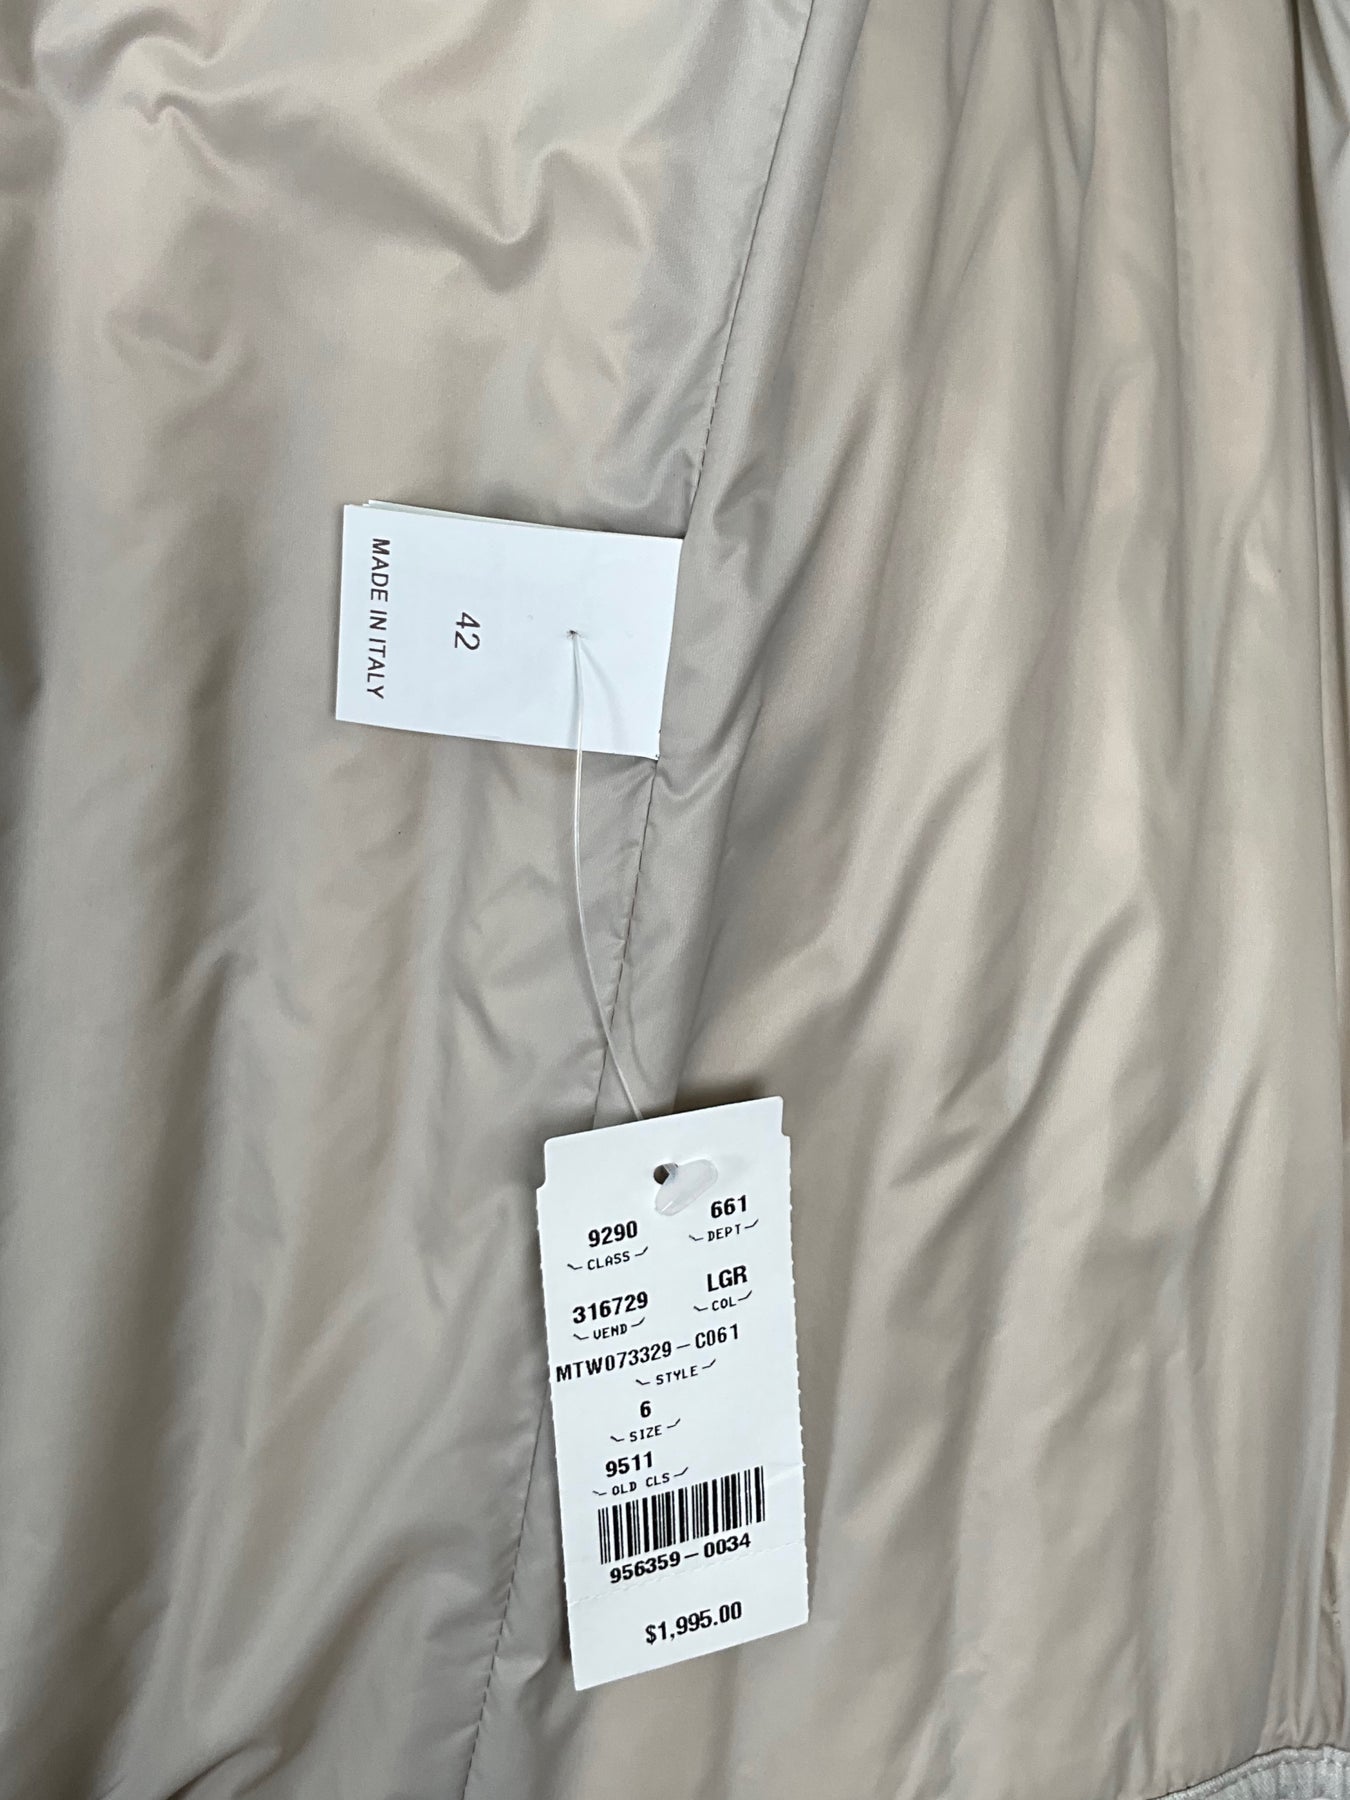 MADE IN ITALY
42
9290 661
CLASS DEPT
316729 LGR
VEND COL
MTW073329-C061
STYLE
6
SIZE
9511
OLD CLS
956359-0034
$1,995.00